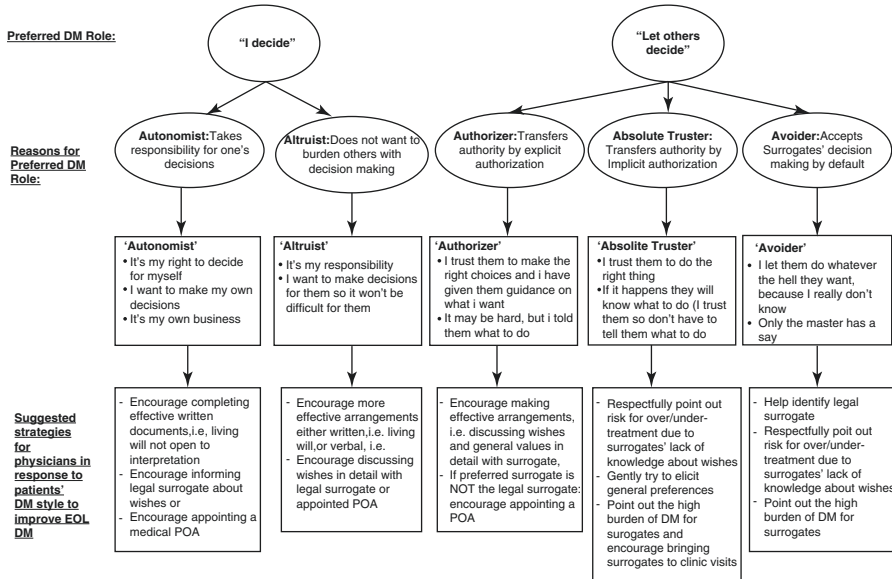 Preferred DM Role:
“I decide”
“Let others
decide”
Reasons for
Preferred DM
Role:
Autonomist:Takes
responsibility for one's
decisions
Altruist:Does not want to
burden others with
decision making
Authorizer:Transfers
authority by explicit
authorization
Absolute Truster:
Transfers authority by
Implicit authorization
Avoider:Accepts
Surrogates' decision
making by default
‘Autonomist’
• It's my right to decide
for myself
• I want to make my own
decisions
• It's my own business
‘Altruist’
• It's my responsibility
• I want to make decisions
for them so it won't be
difficult for them
‘Authorizer’
• I trust them to make the
right choices and i have
given them guidance on
what i want
• It may be hard, but i told
them what to do
‘Absolite Truster’
• I trust them to do the
right thing
• If it happens they will
know what to do (I trust
them so don't have to
tell them what to do
‘Avoider’
• I let them do whatever
the hell they want,
because I really don't
know
• Only the master has a
say
Suggested
strategies
for
physicians in
response to
patients'
DM style to
improve EOL
DM
- Encourage completing
effective written
documents,i.e, living
will not open to
interpretation
- Encourage informing
legal surrogate about
wishes or
- Encourage appointing a
medical POA
- Encourage more
effective arrangements
either written,i.e. living
will,or verbal, i.e.
- Encourage discussing
wishes in detail with
legal surrogate or
appointed POA
- Encourage making
effective arrangements,
i.e. discussing wishes
and general values in
detail with surrogate,
- If preferred surrogate is
NOT the legal surrogate:
encourage appointing a
POA
- Respectfully point out
risk for over/under-
treatment due to
surrogates' lack of
knowledge about wishes
- Gently try to elicit
general preferences
- Point out the high
burden of DM for
surogates and
encourage bringing
surrogates to clinic visits
- Help identify legal
surrogate
- Respectfully poit out
risk for over/under-
treatment due to
surrogates' lack of
knowledge about wishes
- Point out the high
burden of DM for
surrogates